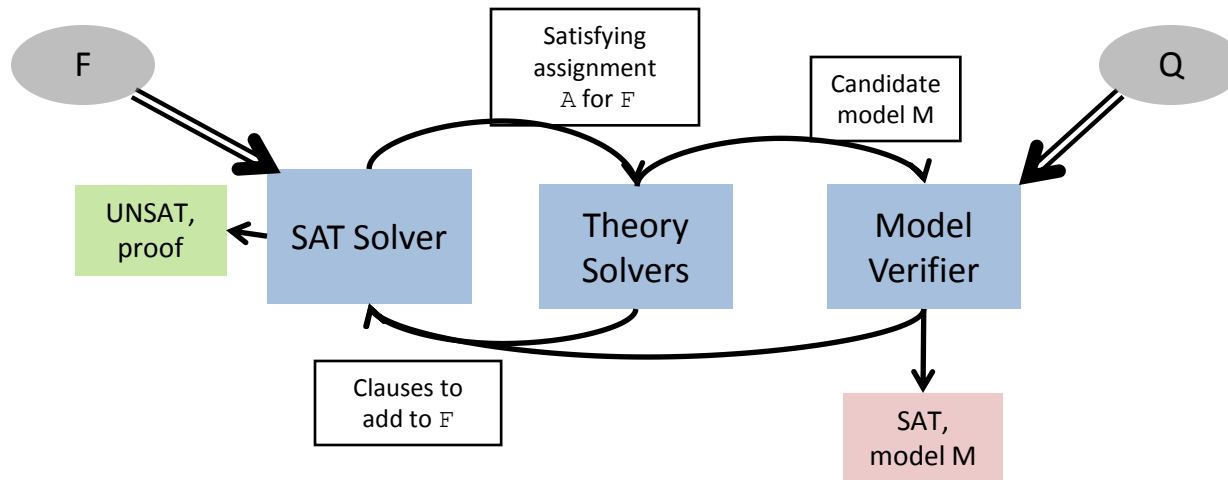 F
Satisfying
assignment
A for F
Candidate
model M
Q
UNSAT,
proof
SAT Solver
Theory
Solvers
Model
Verifier
Clauses to
add to F
SAT,
model M